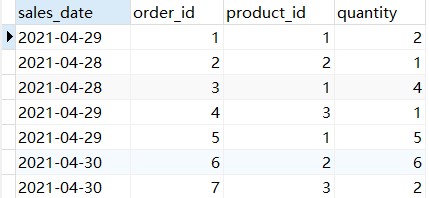 sales_date order_id product_id quantity
2021-04-29 1 1 2
2021-04-28 2 2 1
2021-04-28 3 1 4
2021-04-29 4 3 1
2021-04-29 5 1 5
2021-04-30 6 2 6
2021-04-30 7 3 2